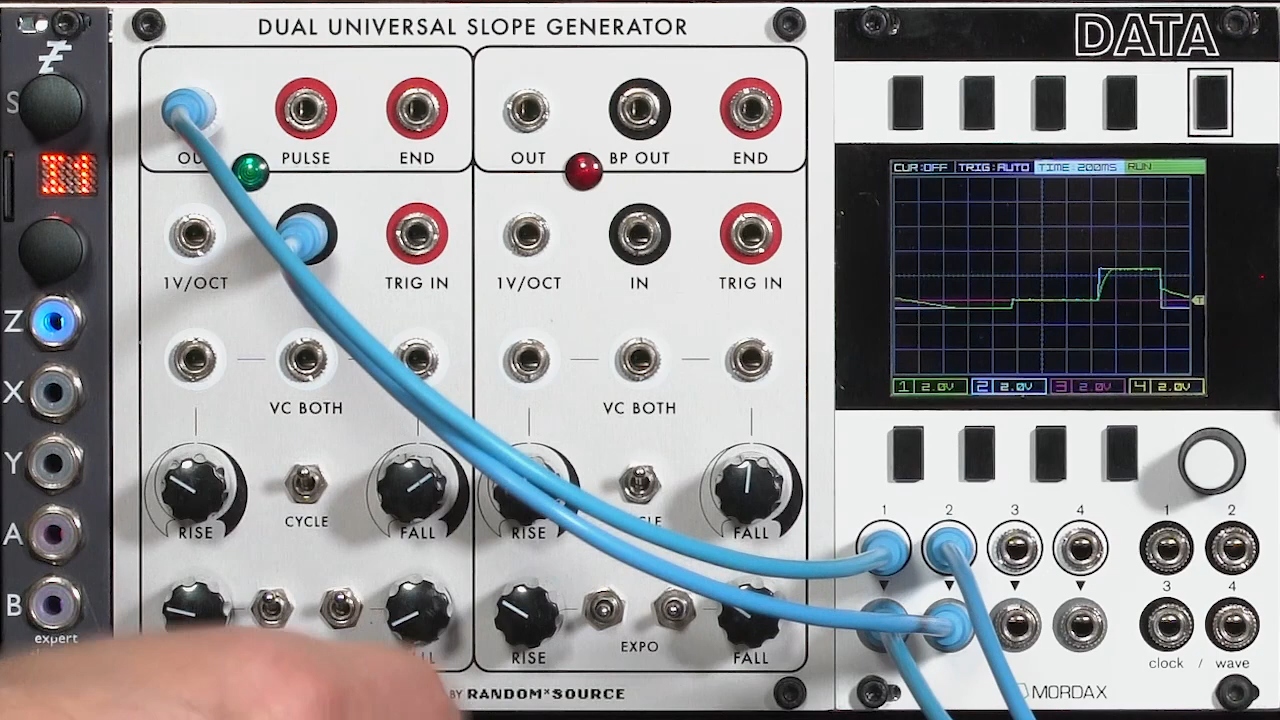 DUAL UNIVERSAL SLOPE GENERATOR
DATA
S
OU PULSE END OUT BP OUT END
CUR:OFF TRIG:AUTO TIME 200MS RUN
1V/OCT TRIG IN 1V/OCT IN TRIG IN
Z
X
VC BOTH VC BOTH
1 2.0V 2 2.0V 3 2.0V 4 2.0V
Y
RISE CYCLE FALL RISE CLE FALL
1 2 3 4 1 2
A
B
3 4
expert
LL RISE EXPO FALL
clock / wave
BY RANDOM*SOURCE
MORDAX